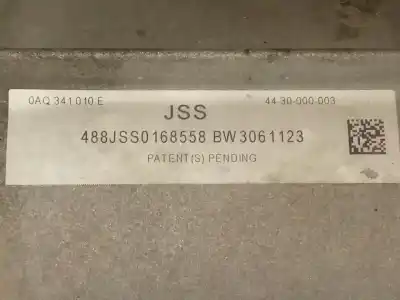 0AQ 341 010 E
JSS
44-30-000-003
488JSS0168558 BW3061123
PATENT(S) PENDING